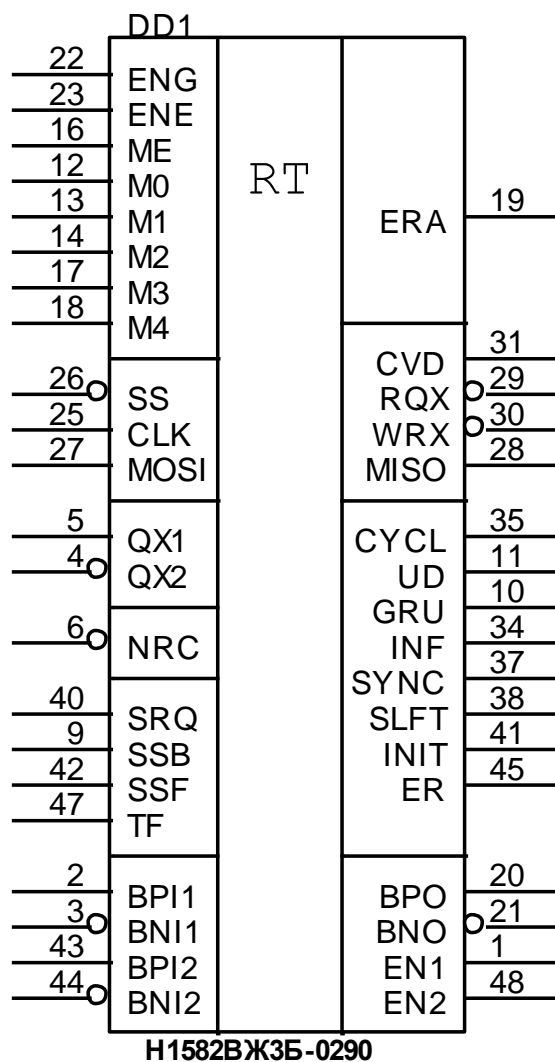 DD1
RT
22 ENG
23 ENE
16 ME
12 M0
13 M1
14 M2
17 M3
18 M4
ERA 19
26 SS
25 CLK
27 MOSI
CVD 31
RQX 29
WRX 30
MISO 28
5 QX1
4 QX2
6 NRC
40 SRQ
9 SSB
42 SSF
47 TF
CYCL 35
UD 11
GRU 10
INF 34
SYNC 37
SLFT 38
INIT 41
ER 45
2 BPI1
3 BNI1
43 BPI2
44 BNI2
BPO 20
BNO 21
EN1 1
EN2 48
Н1582ВЖ3Б-0290